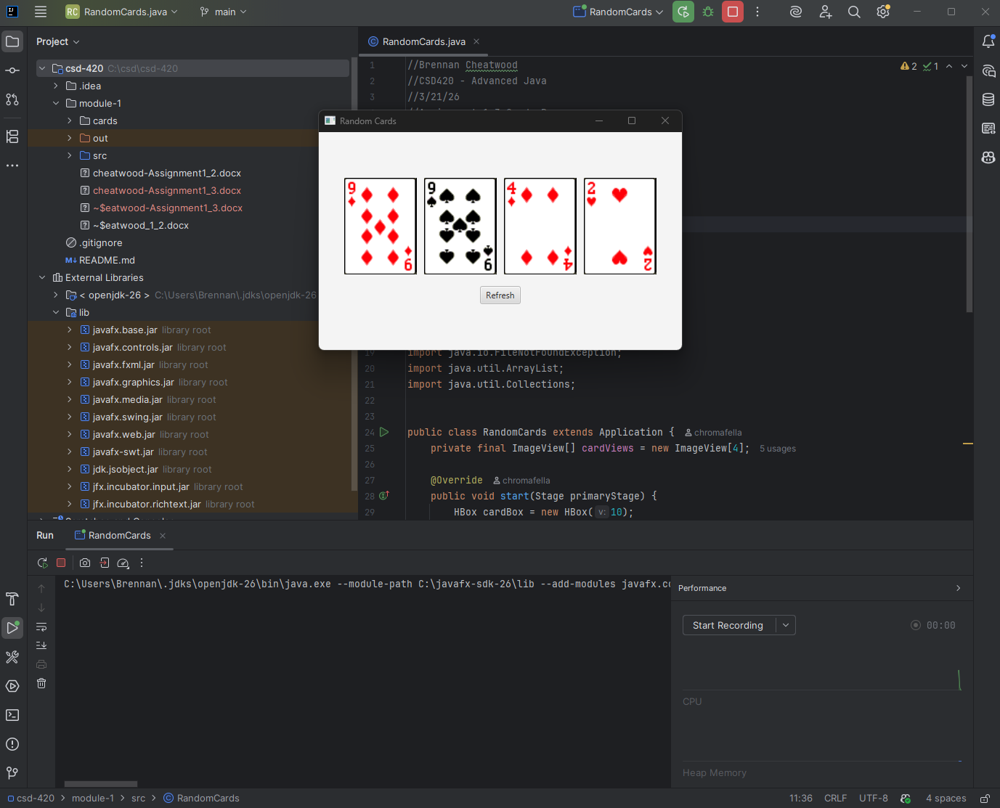 RC RandomCards.java
main
RandomCards
Project
csd-420 C:\csd\csd-420
.idea
module-1
cards
out
src
cheatwood-Assignment1_2.docx
cheatwood-Assignment1_3.docx
~$eatwood-Assignment1_3.docx
~$eatwood_1_2.docx
.gitignore
M↓ README.md
External Libraries
< openjdk-26 > C:\Users\Brennan\.jdks\openjdk-26
lib
javafx.base.jar library root
javafx.controls.jar library root
javafx.fxml.jar library root
javafx.graphics.jar library root
javafx.media.jar library root
javafx.swing.jar library root
javafx.web.jar library root
javafx-swt.jar library root
jdk.jsobject.jar library root
jfx.incubator.input.jar library root
jfx.incubator.richtext.jar library root
RandomCards.java
2 1
1 //Brennan Cheatwood
2 //CSD420 - Advanced Java
3 //3/21/26
Random Cards
9 9 4 2
9 9 4 2
Refresh
19 import java.io.FileNotFoundException;
20 import java.util.ArrayList;
21 import java.util.Collections;
22
23
24 public class RandomCards extends Application { chromafella
25 private final ImageView[] cardViews = new ImageView[4]; 5 usages
26
27 @Override chromafella
28 public void start(Stage primaryStage) {
29 HBox cardBox = new HBox( v: 10);
Run RandomCards
C:\Users\Brennan\.jdks\openjdk-26\bin\java.exe --module-path C:\javafx-sdk-26\lib --add-modules javafx.co
Performance
Start Recording 00:00
CPU
Heap Memory
csd-420 > module-1 > src > RandomCards
11:36 CRLF UTF-8 4 spaces